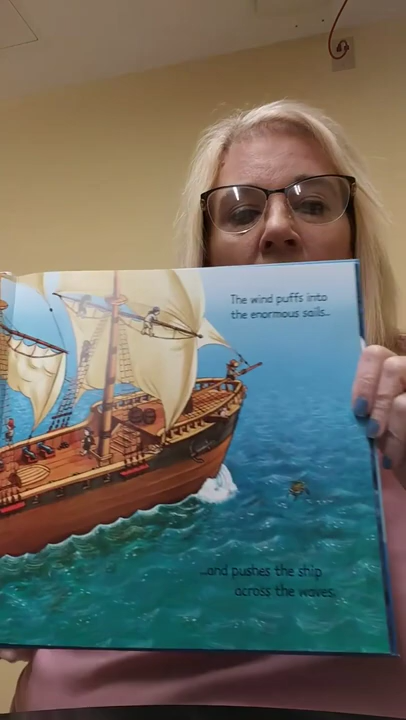 The wind puffs into
the enormous sails..
...and pushes the ship
across the waves.